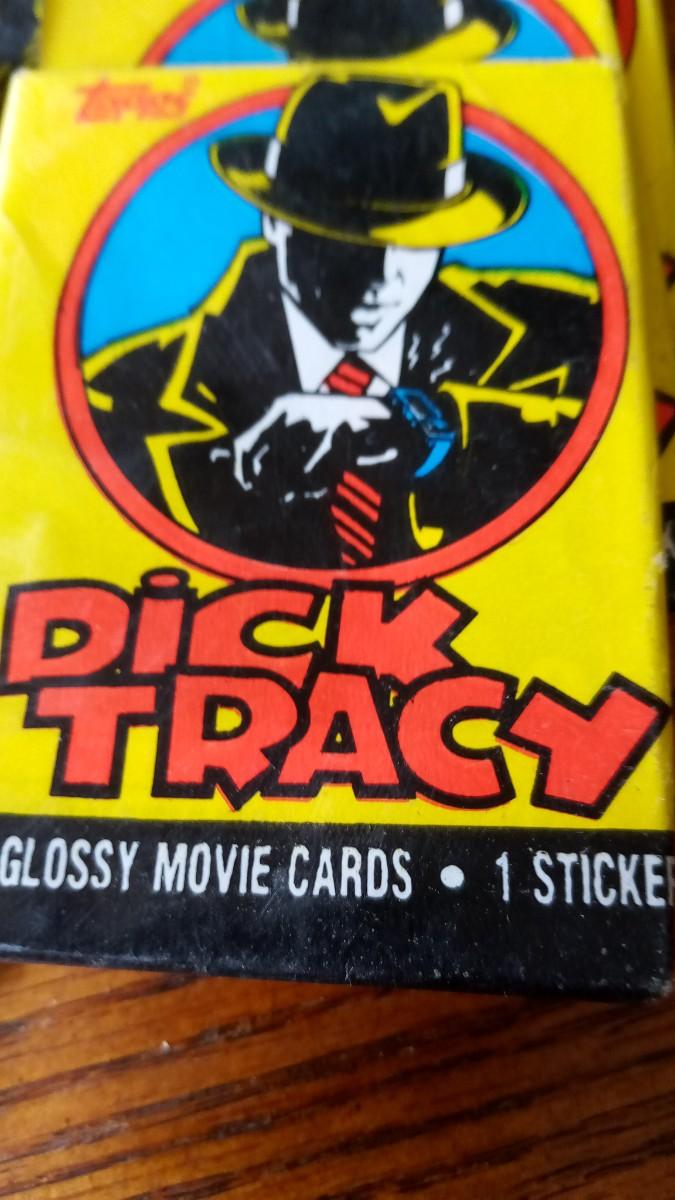 TOPPS
DiCK
TRACY
GLOSSY MOVIE CARDS • 1 STICKER